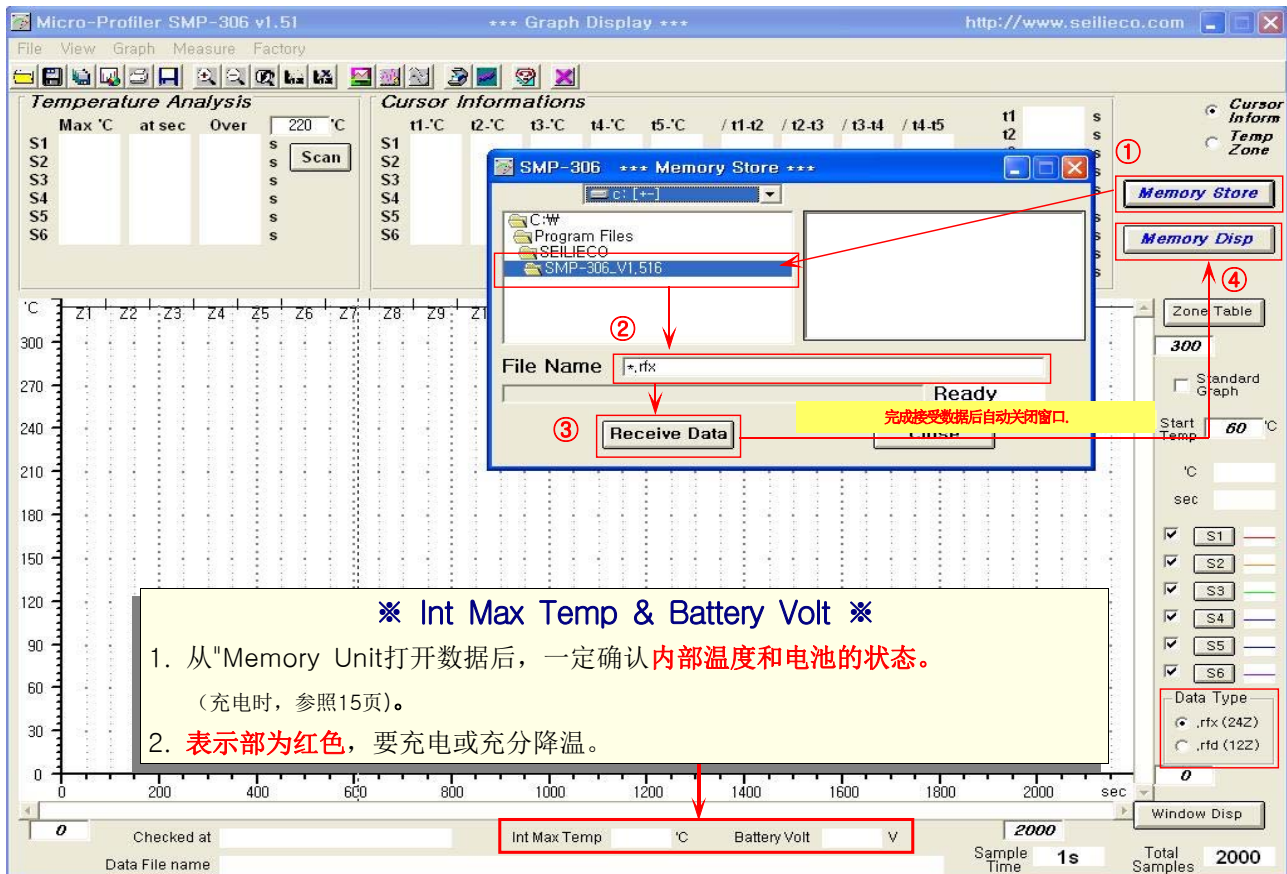 Micro-Profiler SMP-306 v1.51 *** Graph Display *** http://www.seilieco.com
File View Graph Measure Factory
Temperature Analysis
Max 'C at sec Over 220 'C
S1 s
S2 s Scan
S3 s
S4 s
S5 s
S6 s
Cursor Informations
t1-'C t2-'C t3-'C t4-'C t5-'C / t1-t2 / t2-t3 / t3-t4 / t4-t5
S1
S2
S3
S4
S5
S6
t1 s
t2 s
s
s
s
s
s
s
s
Cursor Inform
Temp Zone
①
Memory Store
Memory Disp
④
SMP-306 *** Memory Store ***
c: [+-]
C:₩
Program Files
SEILIECO
SMP-306_V1,516
②
File Name *,rfx
Ready
完成接受数据后自动关闭窗口.
③ Receive Data Close
'C Z1 Z2 Z3 Z4 Z5 Z6 Z7 Z8 Z9 Z1
300
270
240
210
180
150
120
90
60
30
0
0 200 400 600 800 1000 1200 1400 1600 1800 2000 sec
Zone Table
300
Standard Graph
Start Temp 60 'C
'C
sec
S1
S2
S3
S4
S5
S6
Data Type
,rfx (24Z)
,rfd (12Z)
0
Window Disp
※ Int Max Temp & Battery Volt ※
1. 从"Memory Unit打开数据后，一定确认内部温度和电池的状态。
（充电时，参照15页)。
2. 表示部为红色，要充电或充分降温。
0 Checked at Int Max Temp 'C Battery Volt V 2000
Data File name Sample Time 1s Total Samples 2000